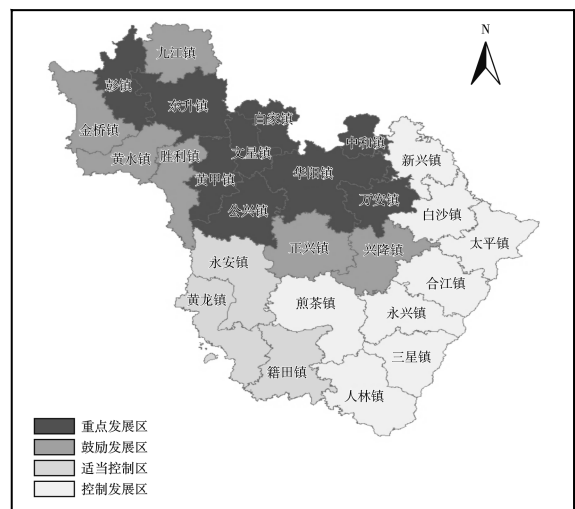 N
九江镇
彭镇
东升镇
白家镇
金桥镇
黄水镇
胜利镇
文星镇
中和镇
新兴镇
黄甲镇
华阳镇
公兴镇
万安镇
白沙镇
太平镇
永安镇
正兴镇
兴隆镇
合江镇
黄龙镇
煎茶镇
永兴镇
三星镇
籍田镇
人林镇
重点发展区
鼓励发展区
适当控制区
控制发展区